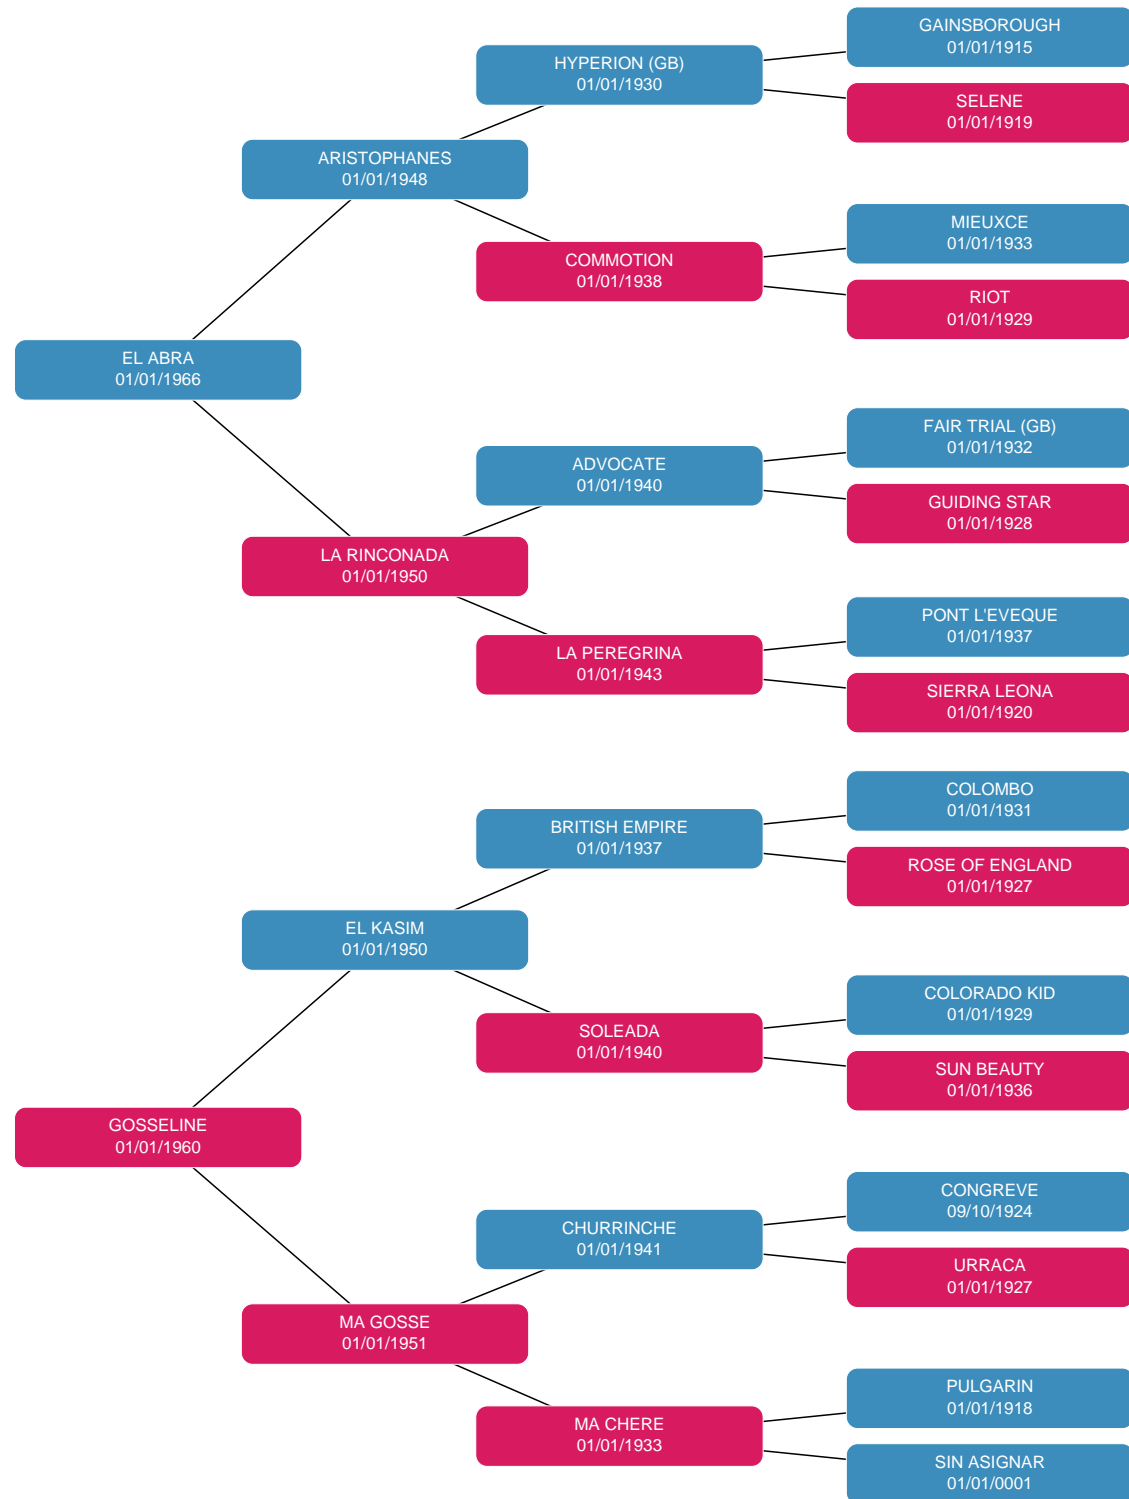 GAINSBOROUGH
01/01/1915
HYPERION (GB)
01/01/1930
SELENE
01/01/1919
ARISTOPHANES
01/01/1948
MIEUXCE
01/01/1933
COMMOTION
01/01/1938
RIOT
01/01/1929
EL ABRA
01/01/1966
FAIR TRIAL (GB)
01/01/1932
ADVOCATE
01/01/1940
GUIDING STAR
01/01/1928
LA RINCONADA
01/01/1950
PONT L'EVEQUE
01/01/1937
LA PEREGRINA
01/01/1943
SIERRA LEONA
01/01/1920
COLOMBO
01/01/1931
BRITISH EMPIRE
01/01/1937
ROSE OF ENGLAND
01/01/1927
EL KASIM
01/01/1950
COLORADO KID
01/01/1929
SOLEADA
01/01/1940
SUN BEAUTY
01/01/1936
GOSSELINE
01/01/1960
CONGREVE
09/10/1924
CHURRINCHE
01/01/1941
URRACA
01/01/1927
MA GOSSE
01/01/1951
PULGARIN
01/01/1918
MA CHERE
01/01/1933
SIN ASIGNAR
01/01/0001